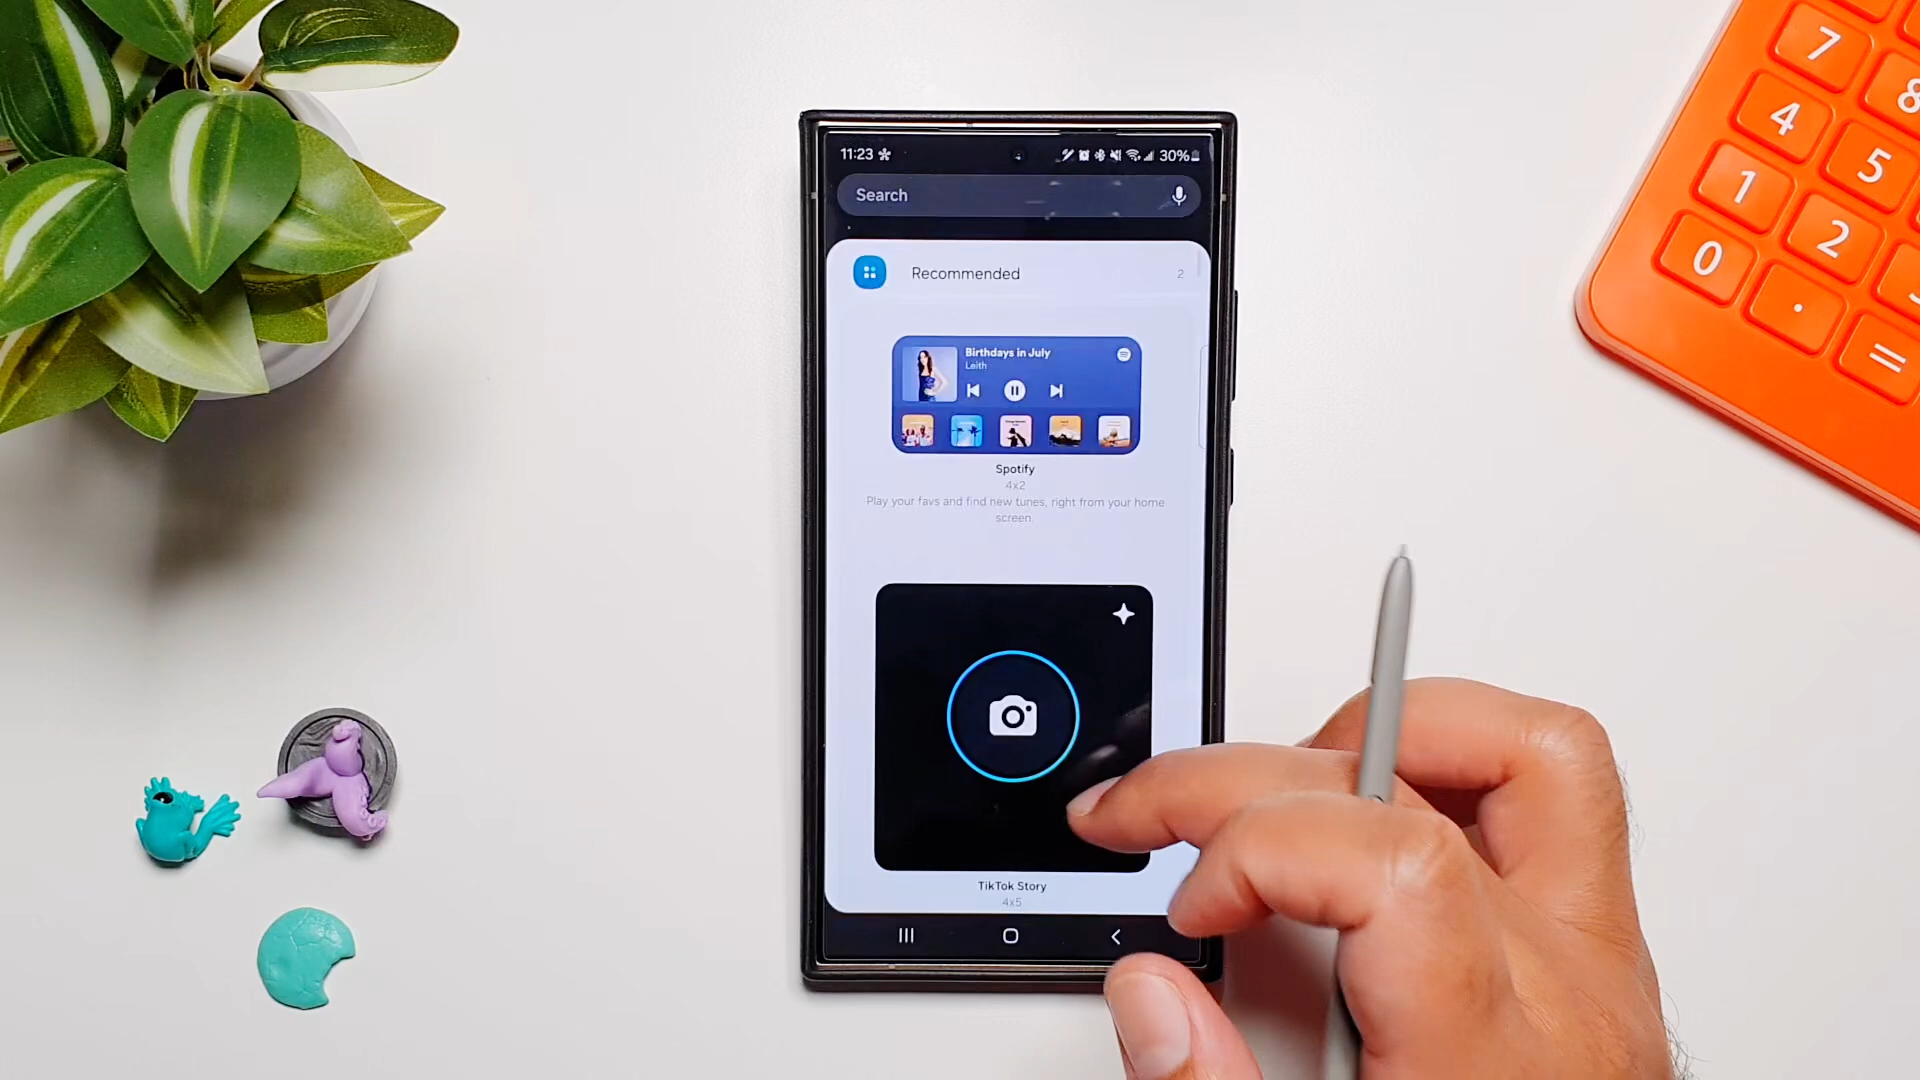 11:23
30%
Search
Recommended
2
Birthdays in July
Leith
Spotify
4x2
Play your favs and find new tunes, right from your home
screen.
TikTok Story
4x5
7
8
4
5
1
2
0
.
=